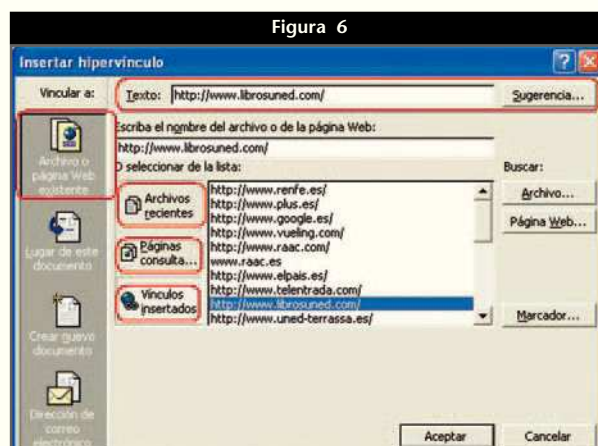 Figura 6
Insertar hipervínculo
Vincular a:
Texto: http://www.librosuned.com/
Sugerencia...
Archivo o
página Web
existente
Escriba el nombre del archivo o de la página Web:
http://www.librosuned.com/
O seleccionar de la lista:
Buscar:
Archivos
recientes
Páginas
consulta...
Vínculos
insertados
http://www.renfe.es/
http://www.plus.es/
http://www.google.es/
http://www.vueling.com/
http://www.raac.com/
www.raac.es
http://www.elpais.es/
http://www.telentrada.com/
http://www.librosuned.com/
http://www.uned-terrassa.es/
Archivo...
Página Web...
Marcador...
Lugar de este
documento
Crear nuevo
documento
Dirección de
correo
electrónico
Aceptar
Cancelar